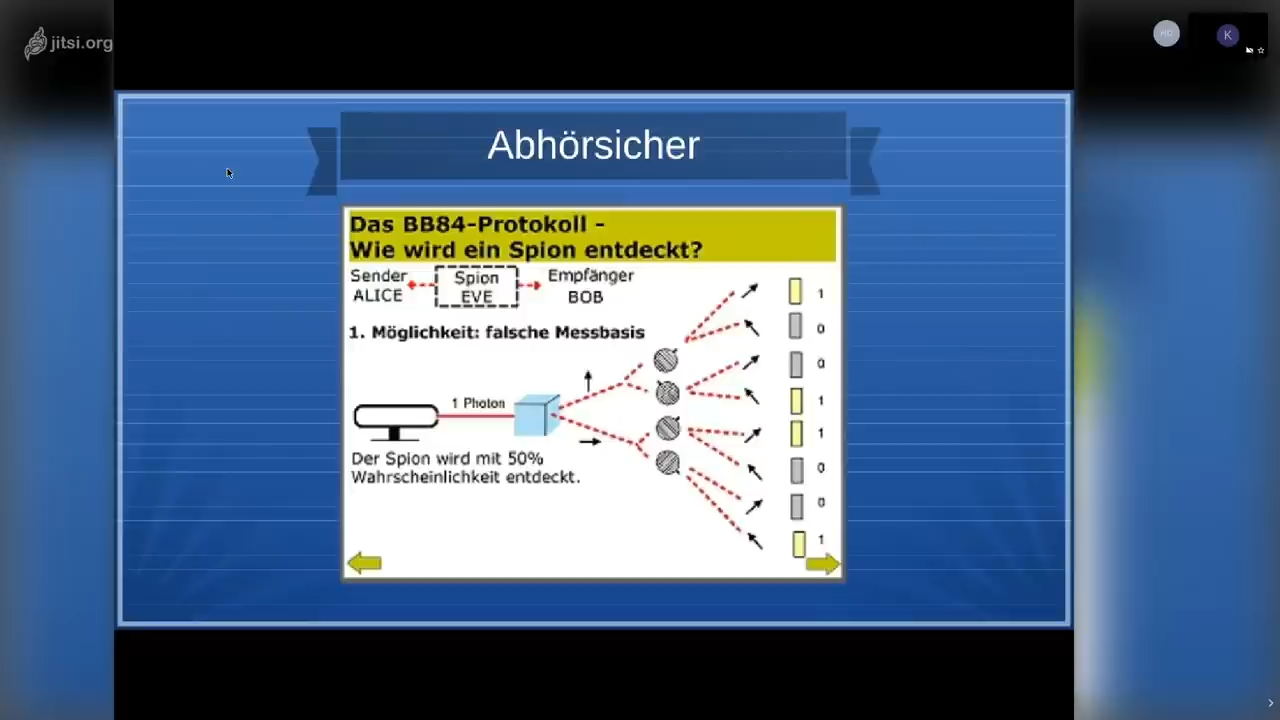 jitsi.org
HD
K
Abhörsicher
Das BB84-Protokoll -
Wie wird ein Spion entdeckt?
Sender
ALICE
Spion
EVE
Empfänger
BOB
1. Möglichkeit: falsche Messbasis
1 Photon
Der Spion wird mit 50%
Wahrscheinlichkeit entdeckt.
1
0
0
1
1
0
0
1